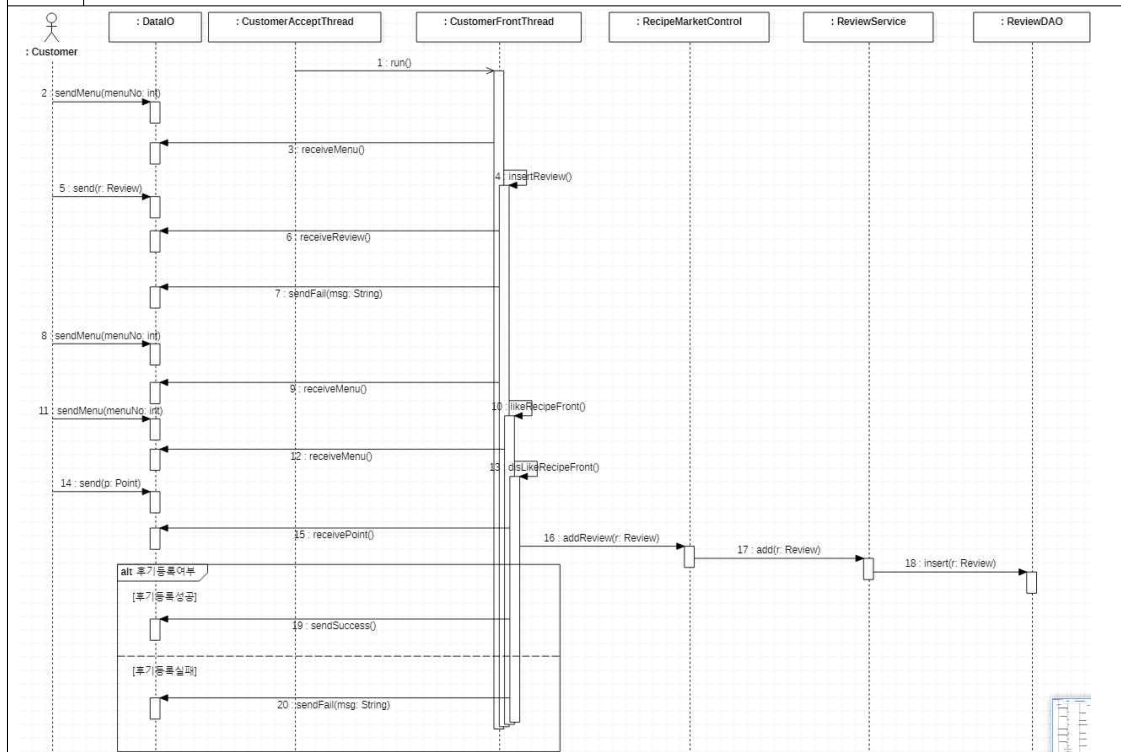 : DataIO
: CustomerAcceptThread
: CustomerFrontThread
: RecipeMarketControl
: ReviewService
: ReviewDAO
: Customer
1 : run()
2 : sendMenu(menuNo: int)
3 : receiveMenu()
4 : insertReview()
5 : send(r: Review)
6 : receiveReview()
7 : sendFail(msg: String)
8 : sendMenu(menuNo: int)
9 : receiveMenu()
10 : likeRecipeFront()
11 : sendMenu(menuNo: int)
12 : receiveMenu()
13 : disLikeRecipeFront()
14 : send(p: Point)
15 : receivePoint()
16 : addReview(r: Review)
17 : add(r: Review)
18 : insert(r: Review)
alt 후기등록여부
[후기등록성공]
19 : sendSuccess()
[후기등록실패]
20 : sendFail(msg: String)